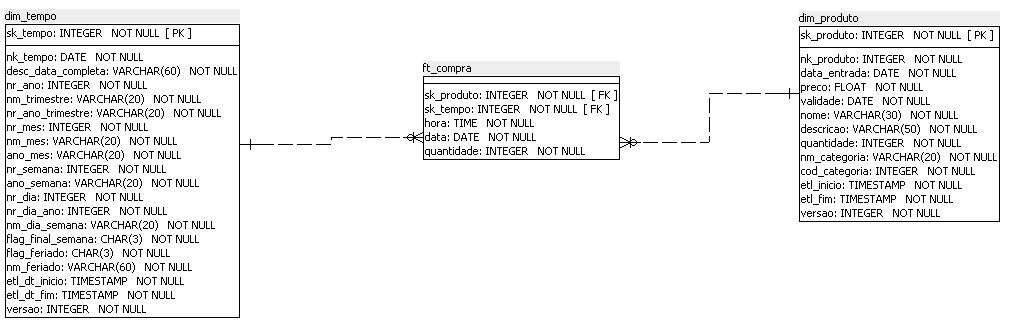 dim_tempo
sk_tempo: INTEGER NOT NULL [ PK ]
nk_tempo: DATE NOT NULL
desc_data_completa: VARCHAR(60) NOT NULL
nr_ano: INTEGER NOT NULL
nm_trimestre: VARCHAR(20) NOT NULL
nr_ano_trimestre: VARCHAR(20) NOT NULL
nr_mes: INTEGER NOT NULL
nm_mes: VARCHAR(20) NOT NULL
ano_mes: VARCHAR(20) NOT NULL
nr_semana: INTEGER NOT NULL
ano_semana: VARCHAR(20) NOT NULL
nr_dia: INTEGER NOT NULL
nr_dia_ano: INTEGER NOT NULL
nm_dia_semana: VARCHAR(20) NOT NULL
flag_final_semana: CHAR(3) NOT NULL
flag_feriado: CHAR(3) NOT NULL
nm_feriado: VARCHAR(60) NOT NULL
etl_dt_inicio: TIMESTAMP NOT NULL
etl_dt_fim: TIMESTAMP NOT NULL
versao: INTEGER NOT NULL
ft_compra
sk_produto: INTEGER NOT NULL [ FK ]
sk_tempo: INTEGER NOT NULL [ FK ]
hora: TIME NOT NULL
data: DATE NOT NULL
quantidade: INTEGER NOT NULL
dim_produto
sk_produto: INTEGER NOT NULL [ PK ]
nk_produto: INTEGER NOT NULL
data_entrada: DATE NOT NULL
preco: FLOAT NOT NULL
validade: DATE NOT NULL
nome: VARCHAR(30) NOT NULL
descricao: VARCHAR(50) NOT NULL
quantidade: INTEGER NOT NULL
nm_categoria: VARCHAR(20) NOT NULL
cod_categoria: INTEGER NOT NULL
etl_inicio: TIMESTAMP NOT NULL
etl_fim: TIMESTAMP NOT NULL
versao: INTEGER NOT NULL